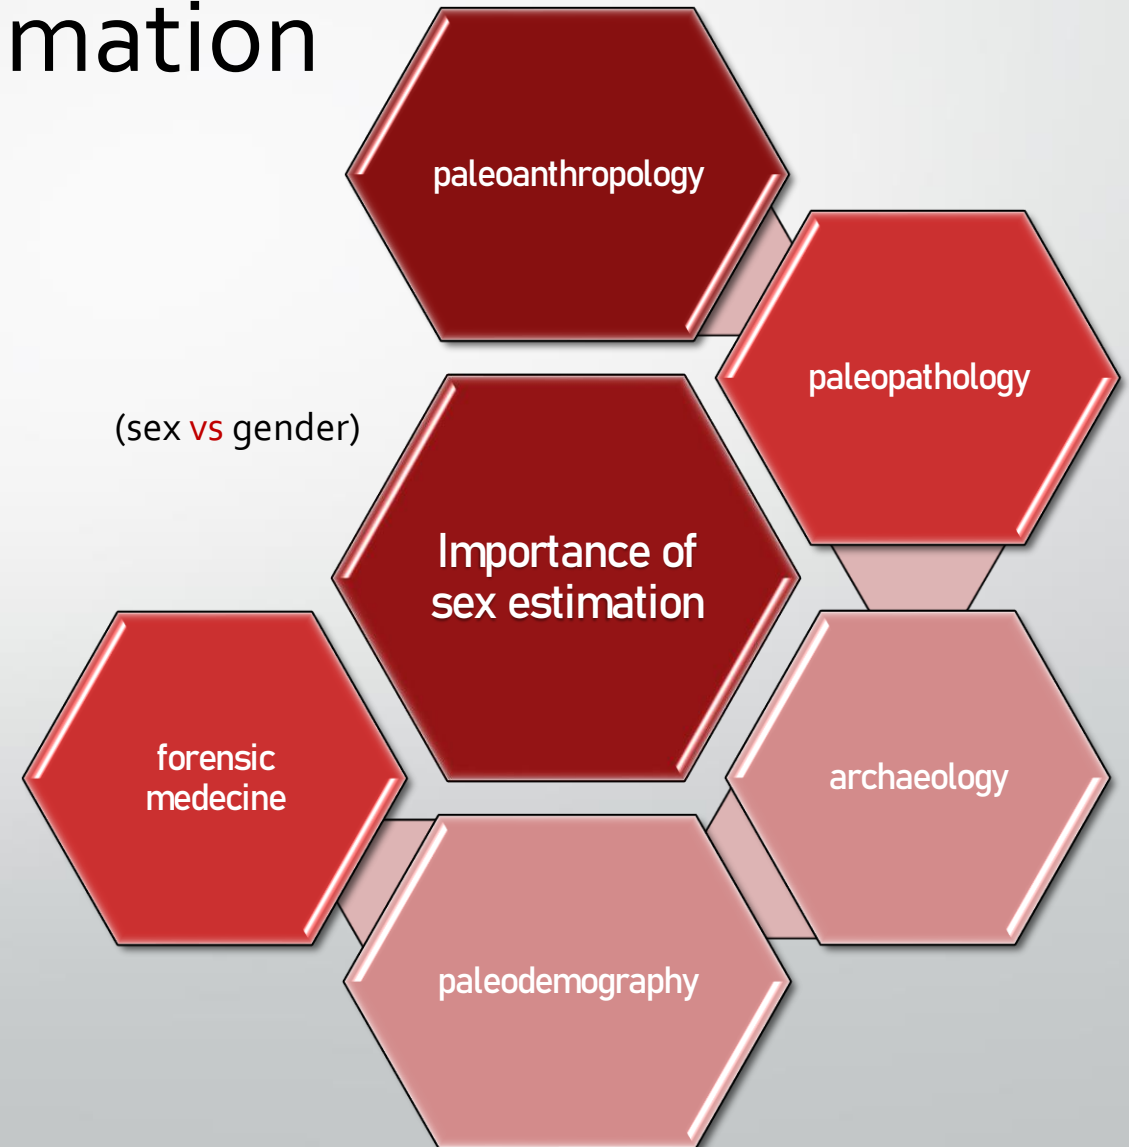 mation
paleoanthropology
paleopathology
(sex vs gender)
Importance of
sex estimation
forensic
medecine
archaeology
paleodemography